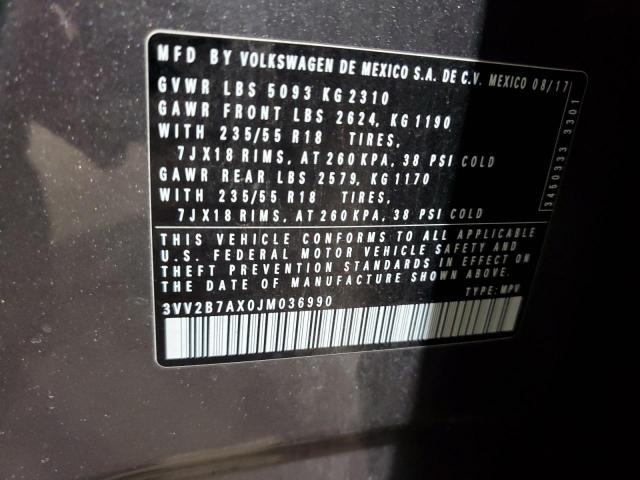 MFD BY VOLKSWAGEN DE MEXICO S.A. DE C.V. MEXICO 08/17
GVWR LBS 5093 KG 2310
GAWR FRONT LBS 2624, KG 1190
WITH 235/55 R18 TIRES,
7JX18 RIMS, AT 260 KPA, 38 PSI COLD
GAWR REAR LBS 2579, KG 1170
WITH 235/55 R18 TIRES,
7JX18 RIMS, AT 260 KPA, 38 PSI COLD
3450333 3301
THIS VEHICLE CONFORMS TO ALL APPLICABLE
U.S. FEDERAL MOTOR VEHICLE SAFETY AND
THEFT PREVENTION STANDARDS IN EFFECT ON
THE DATE OF MANUFACTURE SHOWN ABOVE.
3VV2B7AX0JM036990 TYPE: MPV